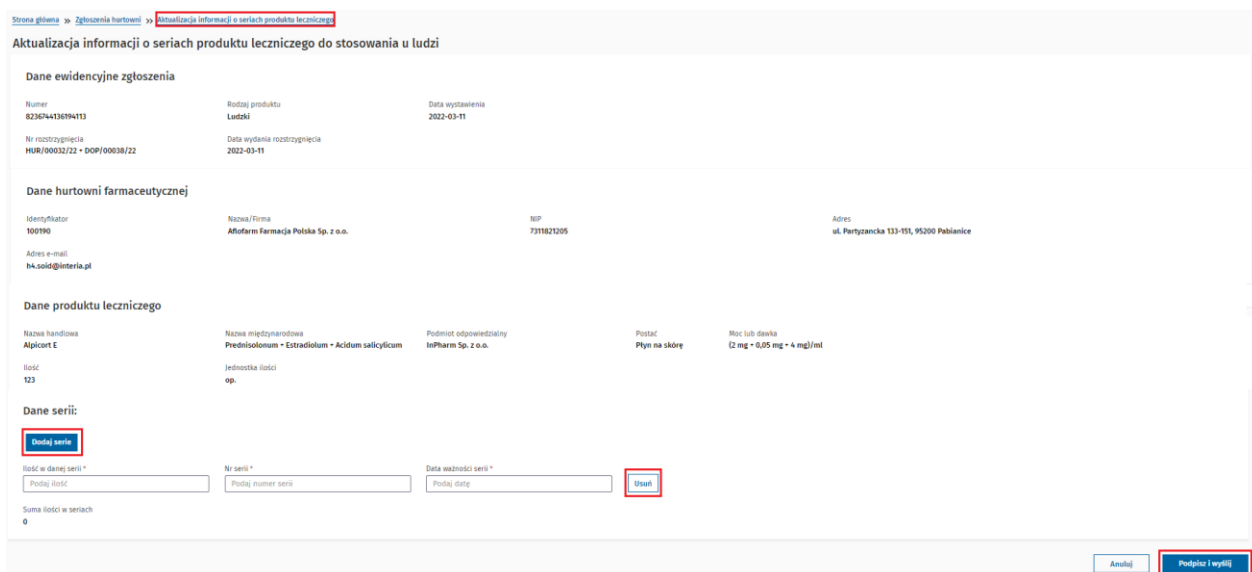 Strona główna >> Zgłoszenia hurtowni >> Aktualizacja informacji o seriach produktu leczniczego
Aktualizacja informacji o seriach produktu leczniczego do stosowania u ludzi
Dane ewidencyjne zgłoszenia
Numer Rodzaj produktu Data wystawienia
8236744136194113 Ludzki 2022-03-11
Nr rozstrzygnięcia Data wydania rozstrzygnięcia
HUR/00032/22 + DOP/00038/22 2022-03-11
Dane hurtowni farmaceutycznej
Identyfikator Nazwa/Firma NIP Adres
100190 Aflofarm Farmacja Polska Sp. z o.o. 7311821205 ul. Partyzancka 133-151, 95200 Pabianice
Adres e-mail
h4.soid@interia.pl
Dane produktu leczniczego
Nazwa handlowa Nazwa międzynarodowa Podmiot odpowiedzialny Postać Moc lub dawka
Alpicort E Prednisolonum + Estradiolum + Acidum salicylicum InPharm Sp. z o.o. Płyn na skórę (2 mg + 0,05 mg + 4 mg)/ml
Ilość Jednostka ilości
123 op.
Dane serii:
Dodaj serie
Ilość w danej serii * Nr serii * Data ważności serii *
Podaj ilość Podaj numer serii Podaj datę Usuń
Suma ilości w seriach
0
Anuluj Podpisz i wyślij